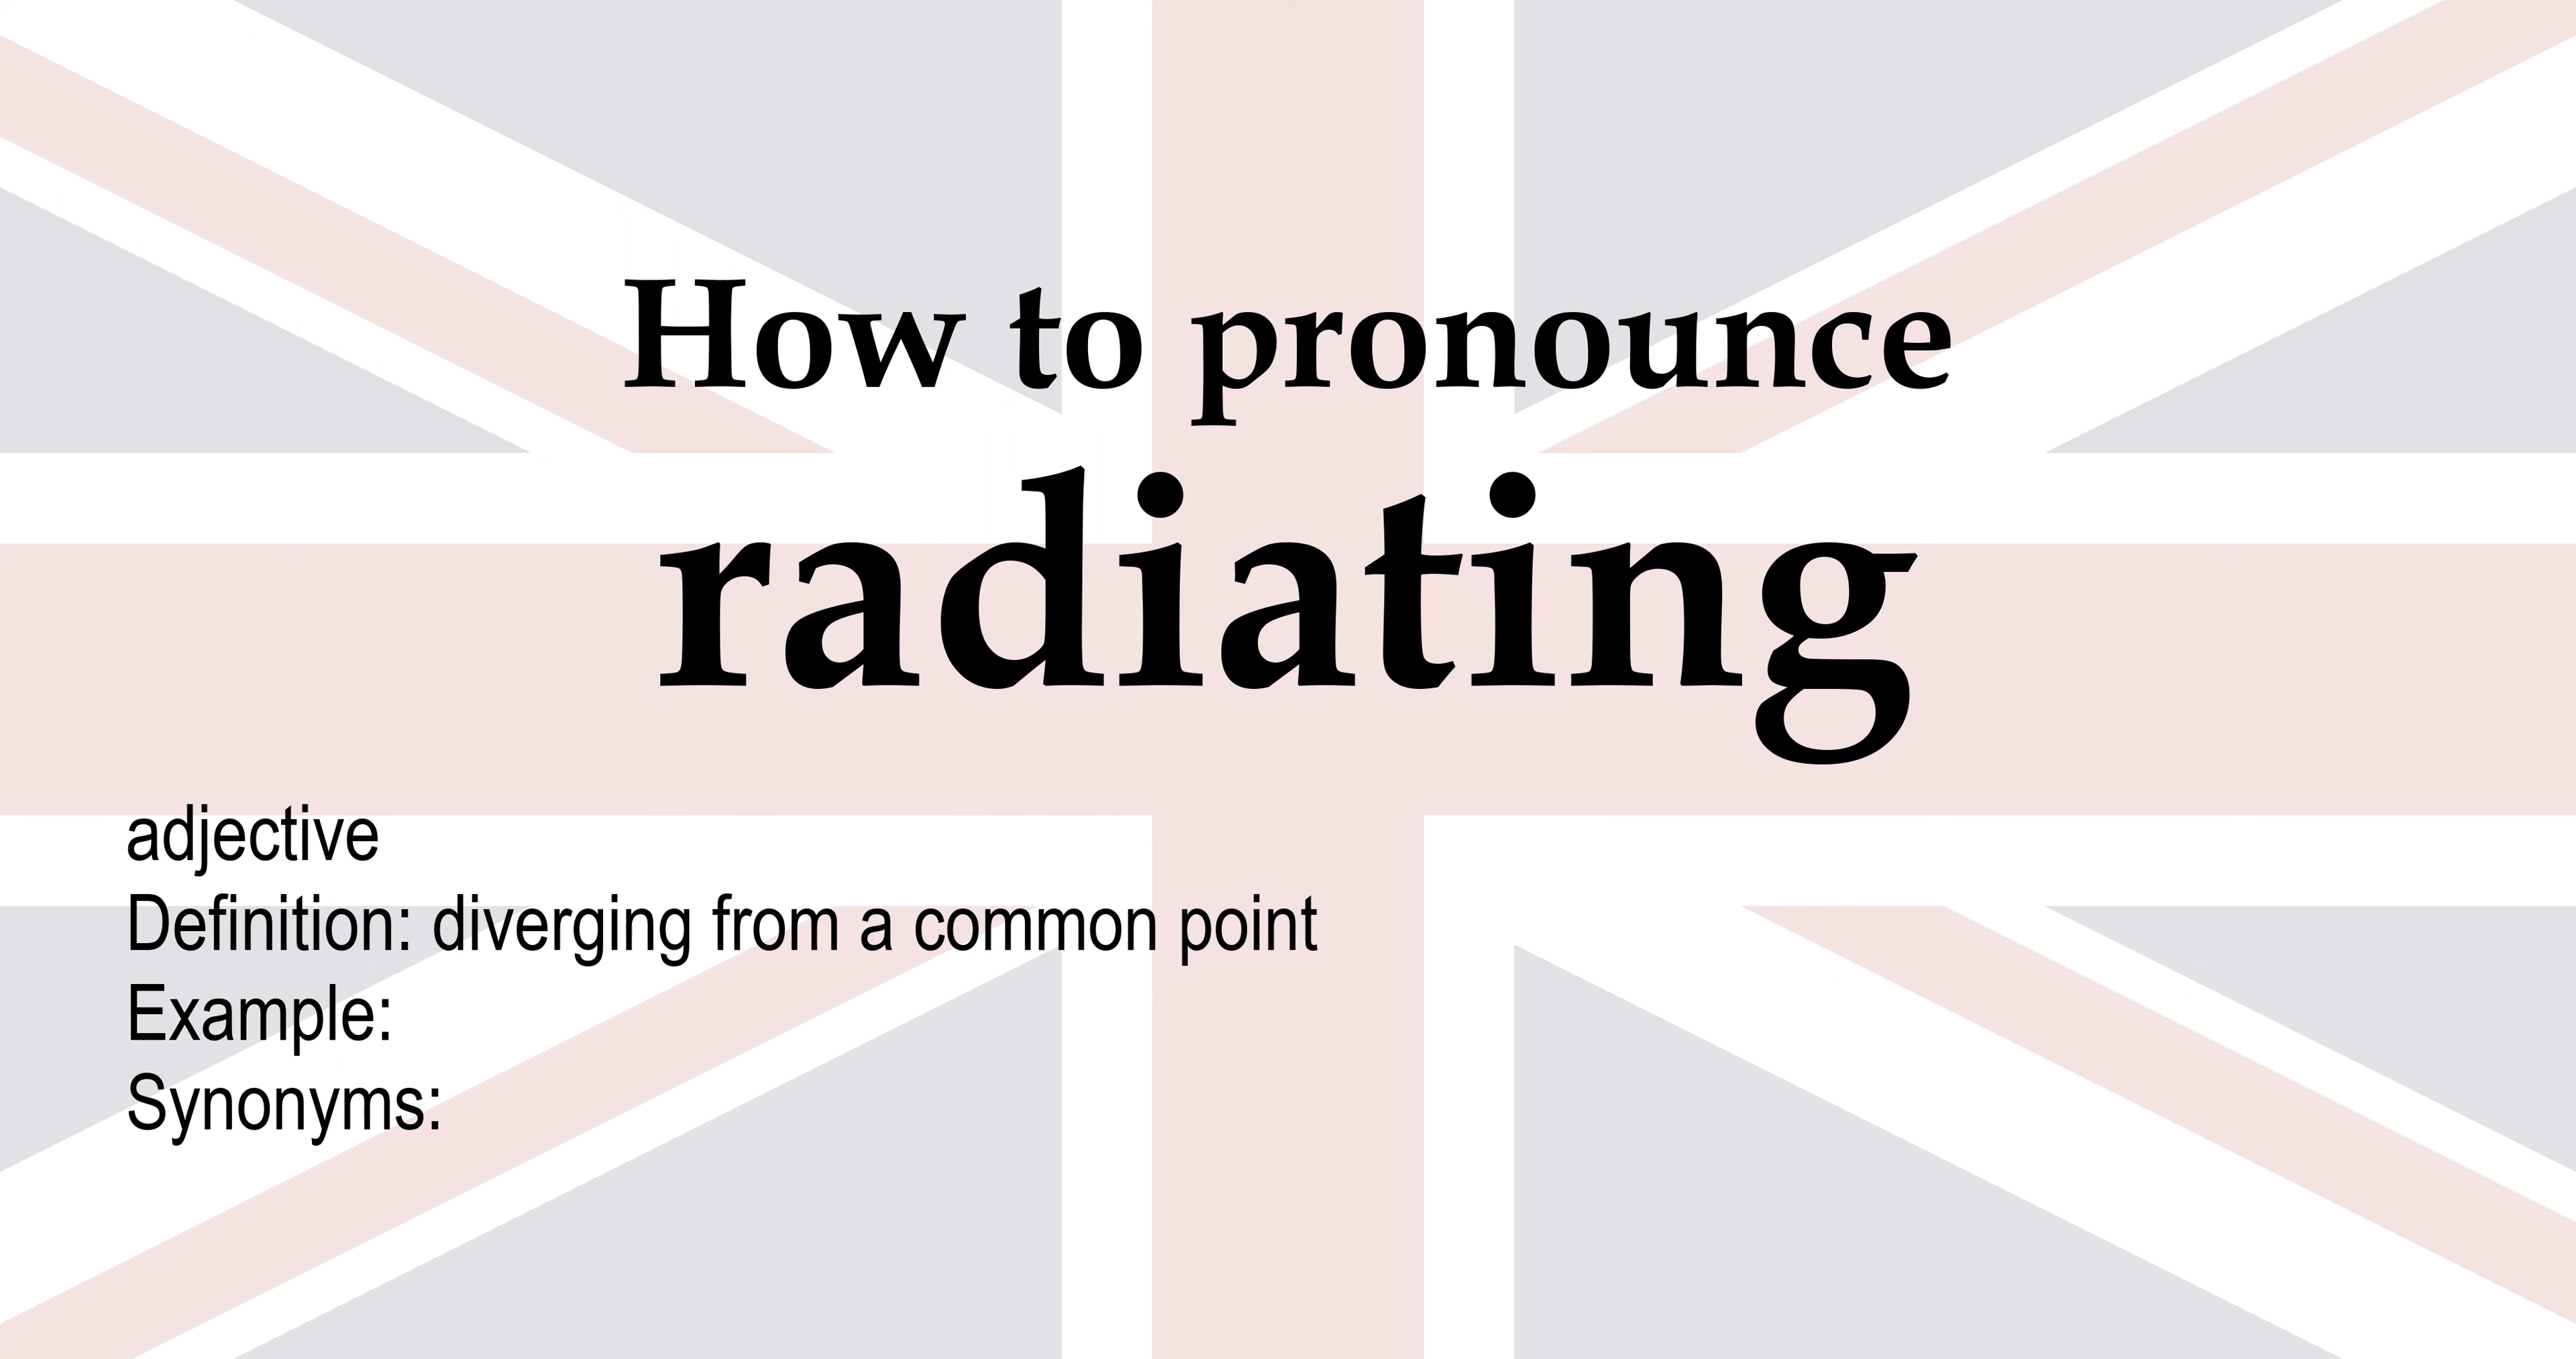 How to pronounce
radiating
adjective
Definition: diverging from a common point
Example:
Synonyms: